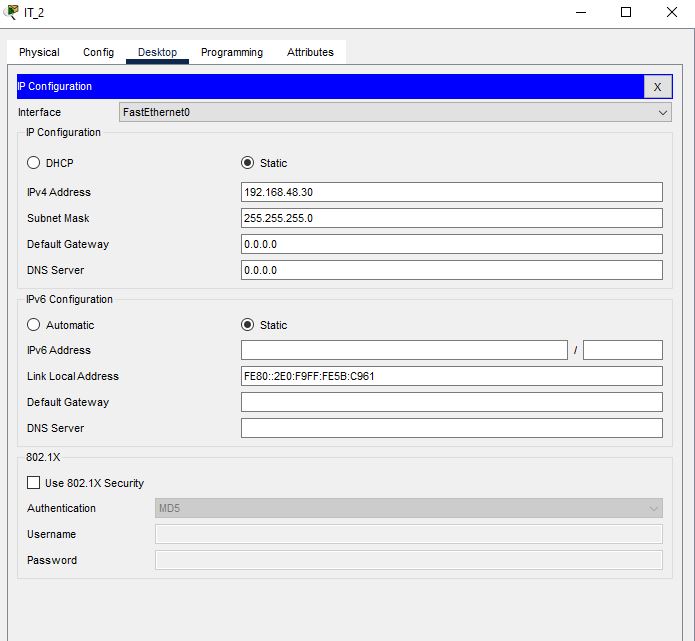 IT_2
Physical Config Desktop Programming Attributes
IP Configuration X
Interface FastEthernet0
IP Configuration
DHCP Static
IPv4 Address 192.168.48.30
Subnet Mask 255.255.255.0
Default Gateway 0.0.0.0
DNS Server 0.0.0.0
IPv6 Configuration
Automatic Static
IPv6 Address /
Link Local Address FE80::2E0:F9FF:FE5B:C961
Default Gateway
DNS Server
802.1X
Use 802.1X Security
Authentication MD5
Username
Password